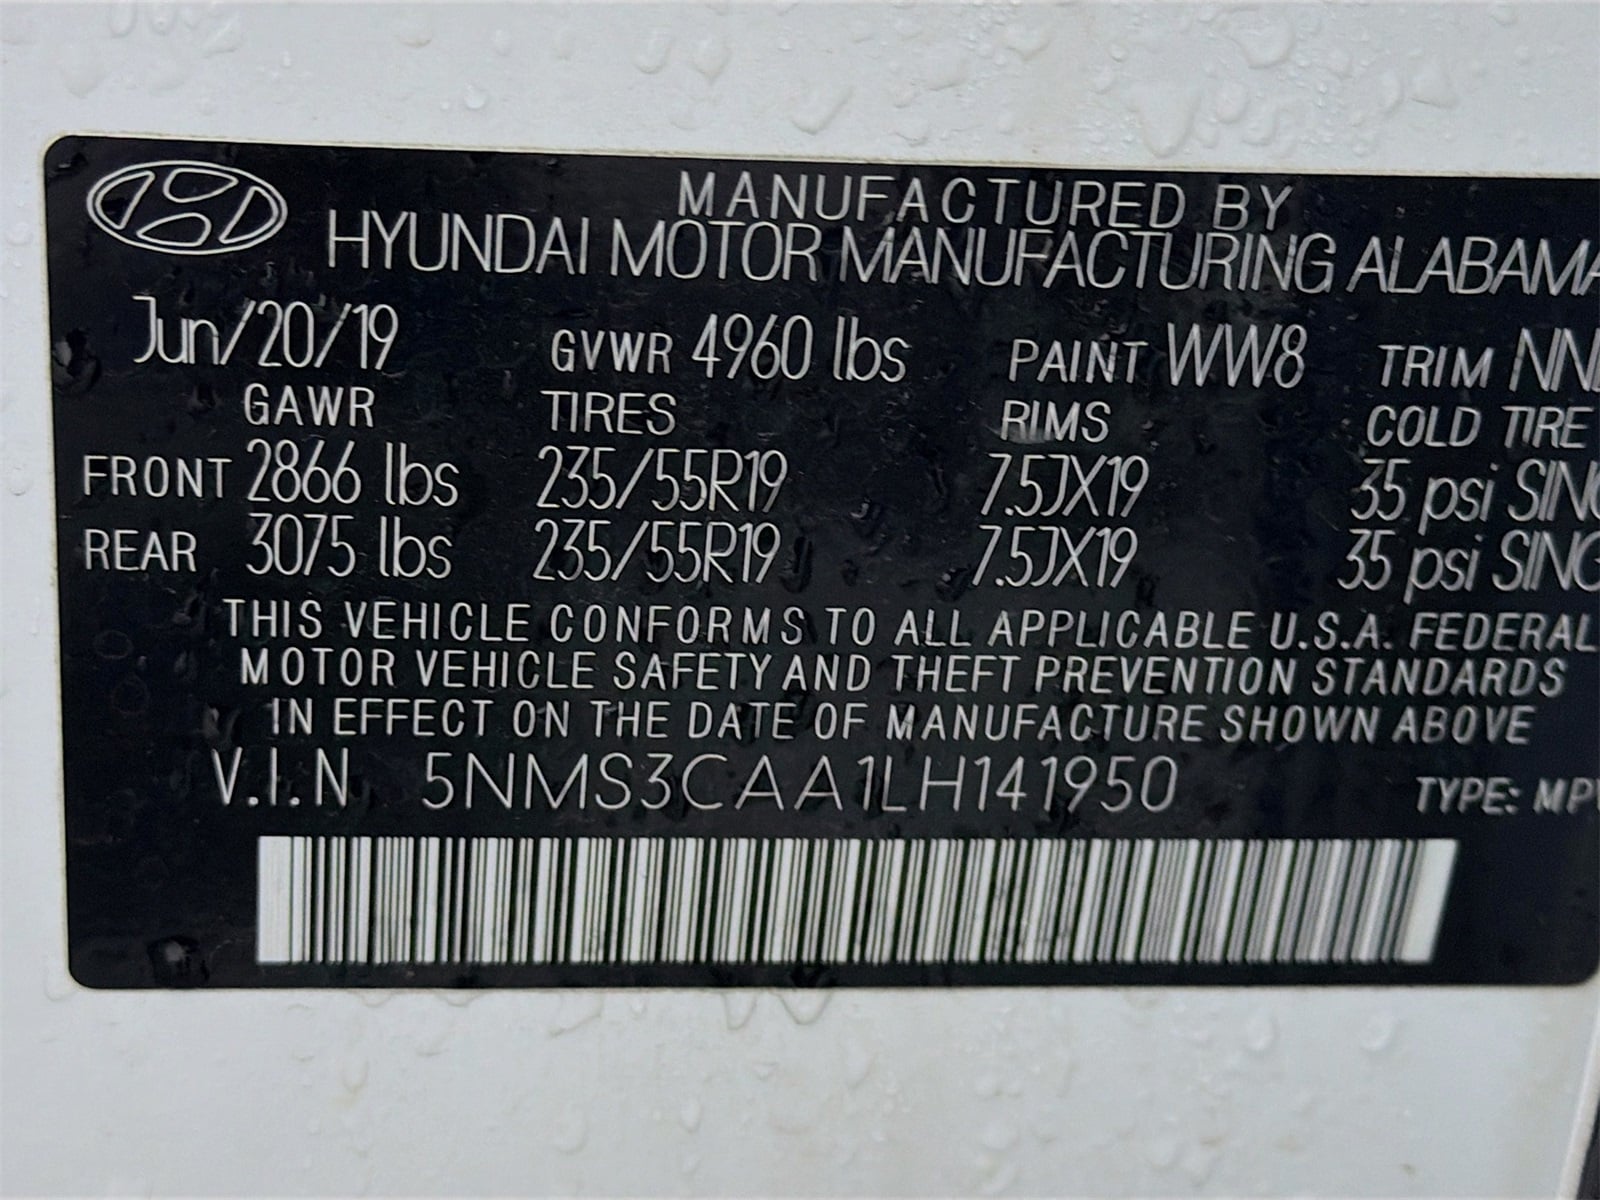 MANUFACTURED BY
HYUNDAI MOTOR MANUFACTURING ALABAMA
Jun/20/19 GVWR 4960 lbs PAINT WW8 TRIM
GAWR TIRES RIMS COLD TIRE
FRONT 2866 lbs 235/55R19 7.5JX19 35 psi
REAR 3075 lbs 235/55R19 7.5JX19 35 psi
THIS VEHICLE CONFORMS TO ALL APPLICABLE U.S.A. FEDERAL
MOTOR VEHICLE SAFETY AND THEFT PREVENTION STANDARDS
IN EFFECT ON THE DATE OF MANUFACTURE SHOWN ABOVE
V.I.N 5NMS3CAA1LH141950 TYPE: